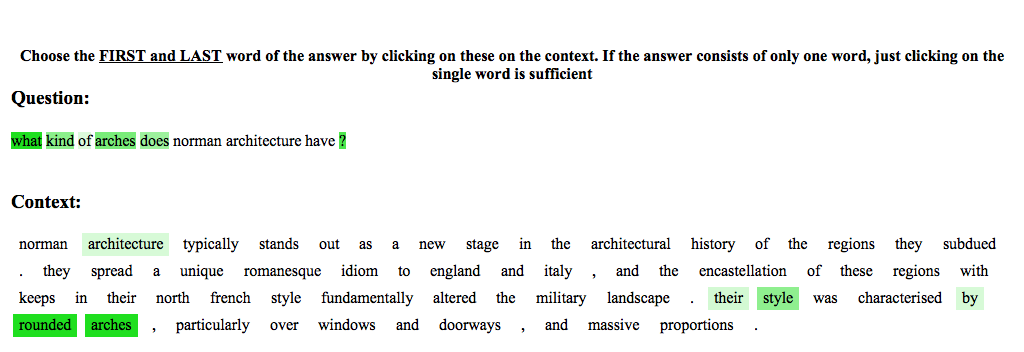 Choose the FIRST and LAST word of the answer by clicking on these on the context. If the answer consists of only one word, just clicking on the
single word is sufficient
Question:
what kind of arches does norman architecture have ?
Context:
norman architecture typically stands out as a new stage in the architectural history of the regions they subdued
. they spread a unique romanesque idiom to england and italy , and the encastellation of these regions with
keeps in their north french style fundamentally altered the military landscape . their style was characterised by
rounded arches , particularly over windows and doorways , and massive proportions .